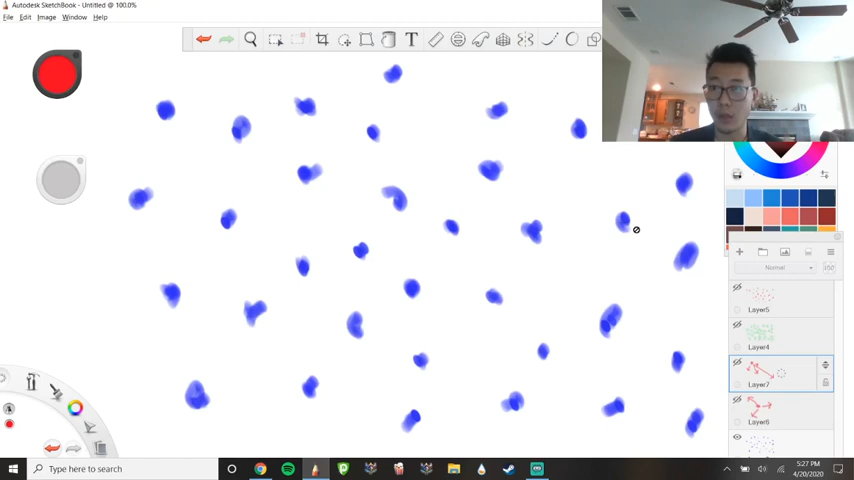 Autodesk SketchBook - Untitled @ 100.0%
File Edit Image Window Help
T
Normal
100
Layer5
Layer4
Layer7
Layer6
Type here to search
5:27 PM
4/20/2020